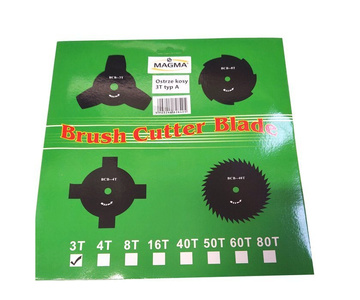 MAGMA
Ostrze kosy
3T typ A
BCB-3T
BCB-8T
Brush Cutter Blade
BCB-4T
BCB-40T
3T 4T 8T 16T 40T 50T 60T 80T